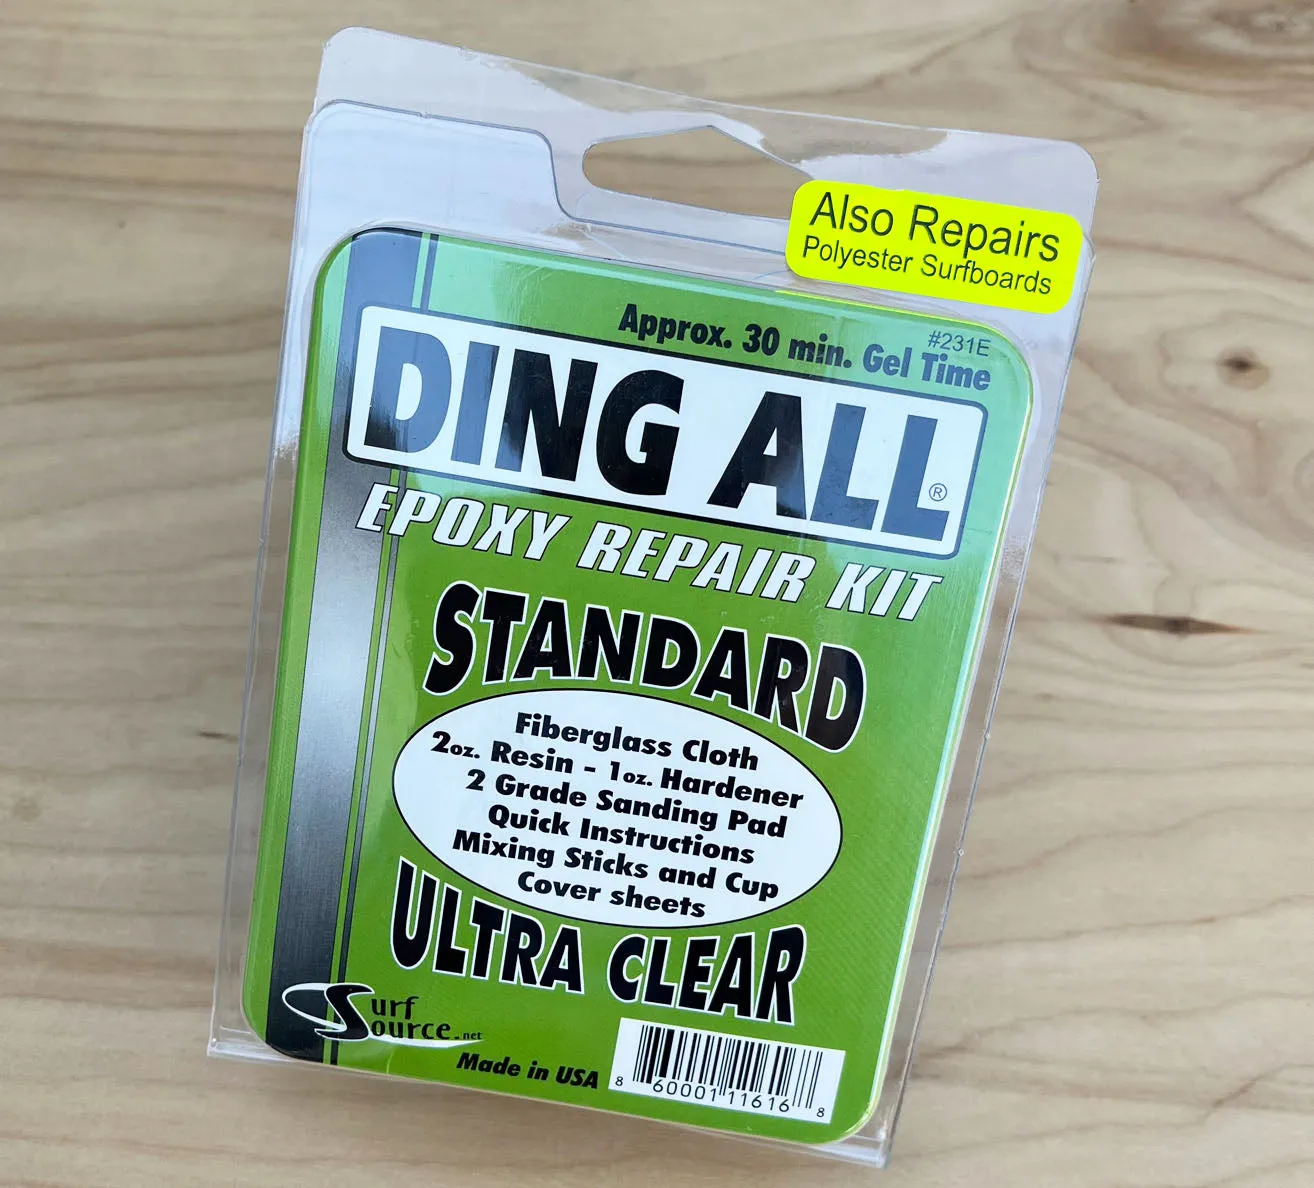 Also Repairs
Polyester Surfboards
Approx. 30 min. Gel Time
#231E
DING ALL®
EPOXY REPAIR KIT
STANDARD
Fiberglass Cloth
2oz. Resin - 1oz. Hardener
2 Grade Sanding Pad
Quick Instructions
Mixing Sticks and Cup
Cover sheets
ULTRA CLEAR
Surf
Source.net
Made in USA
8 60001 11616 8